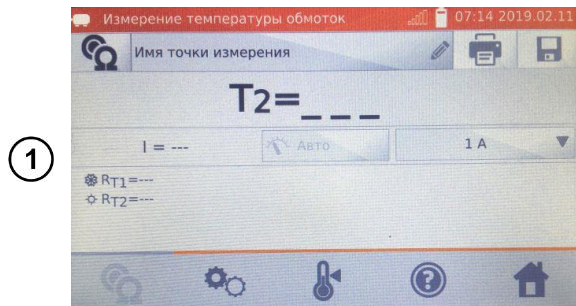 Измерение температуры обмоток 07:14 2019.02.11
Имя точки измерения
T2=_ _ _
I = --- Авто 1 A
1
RT1=---
RT2=---
?